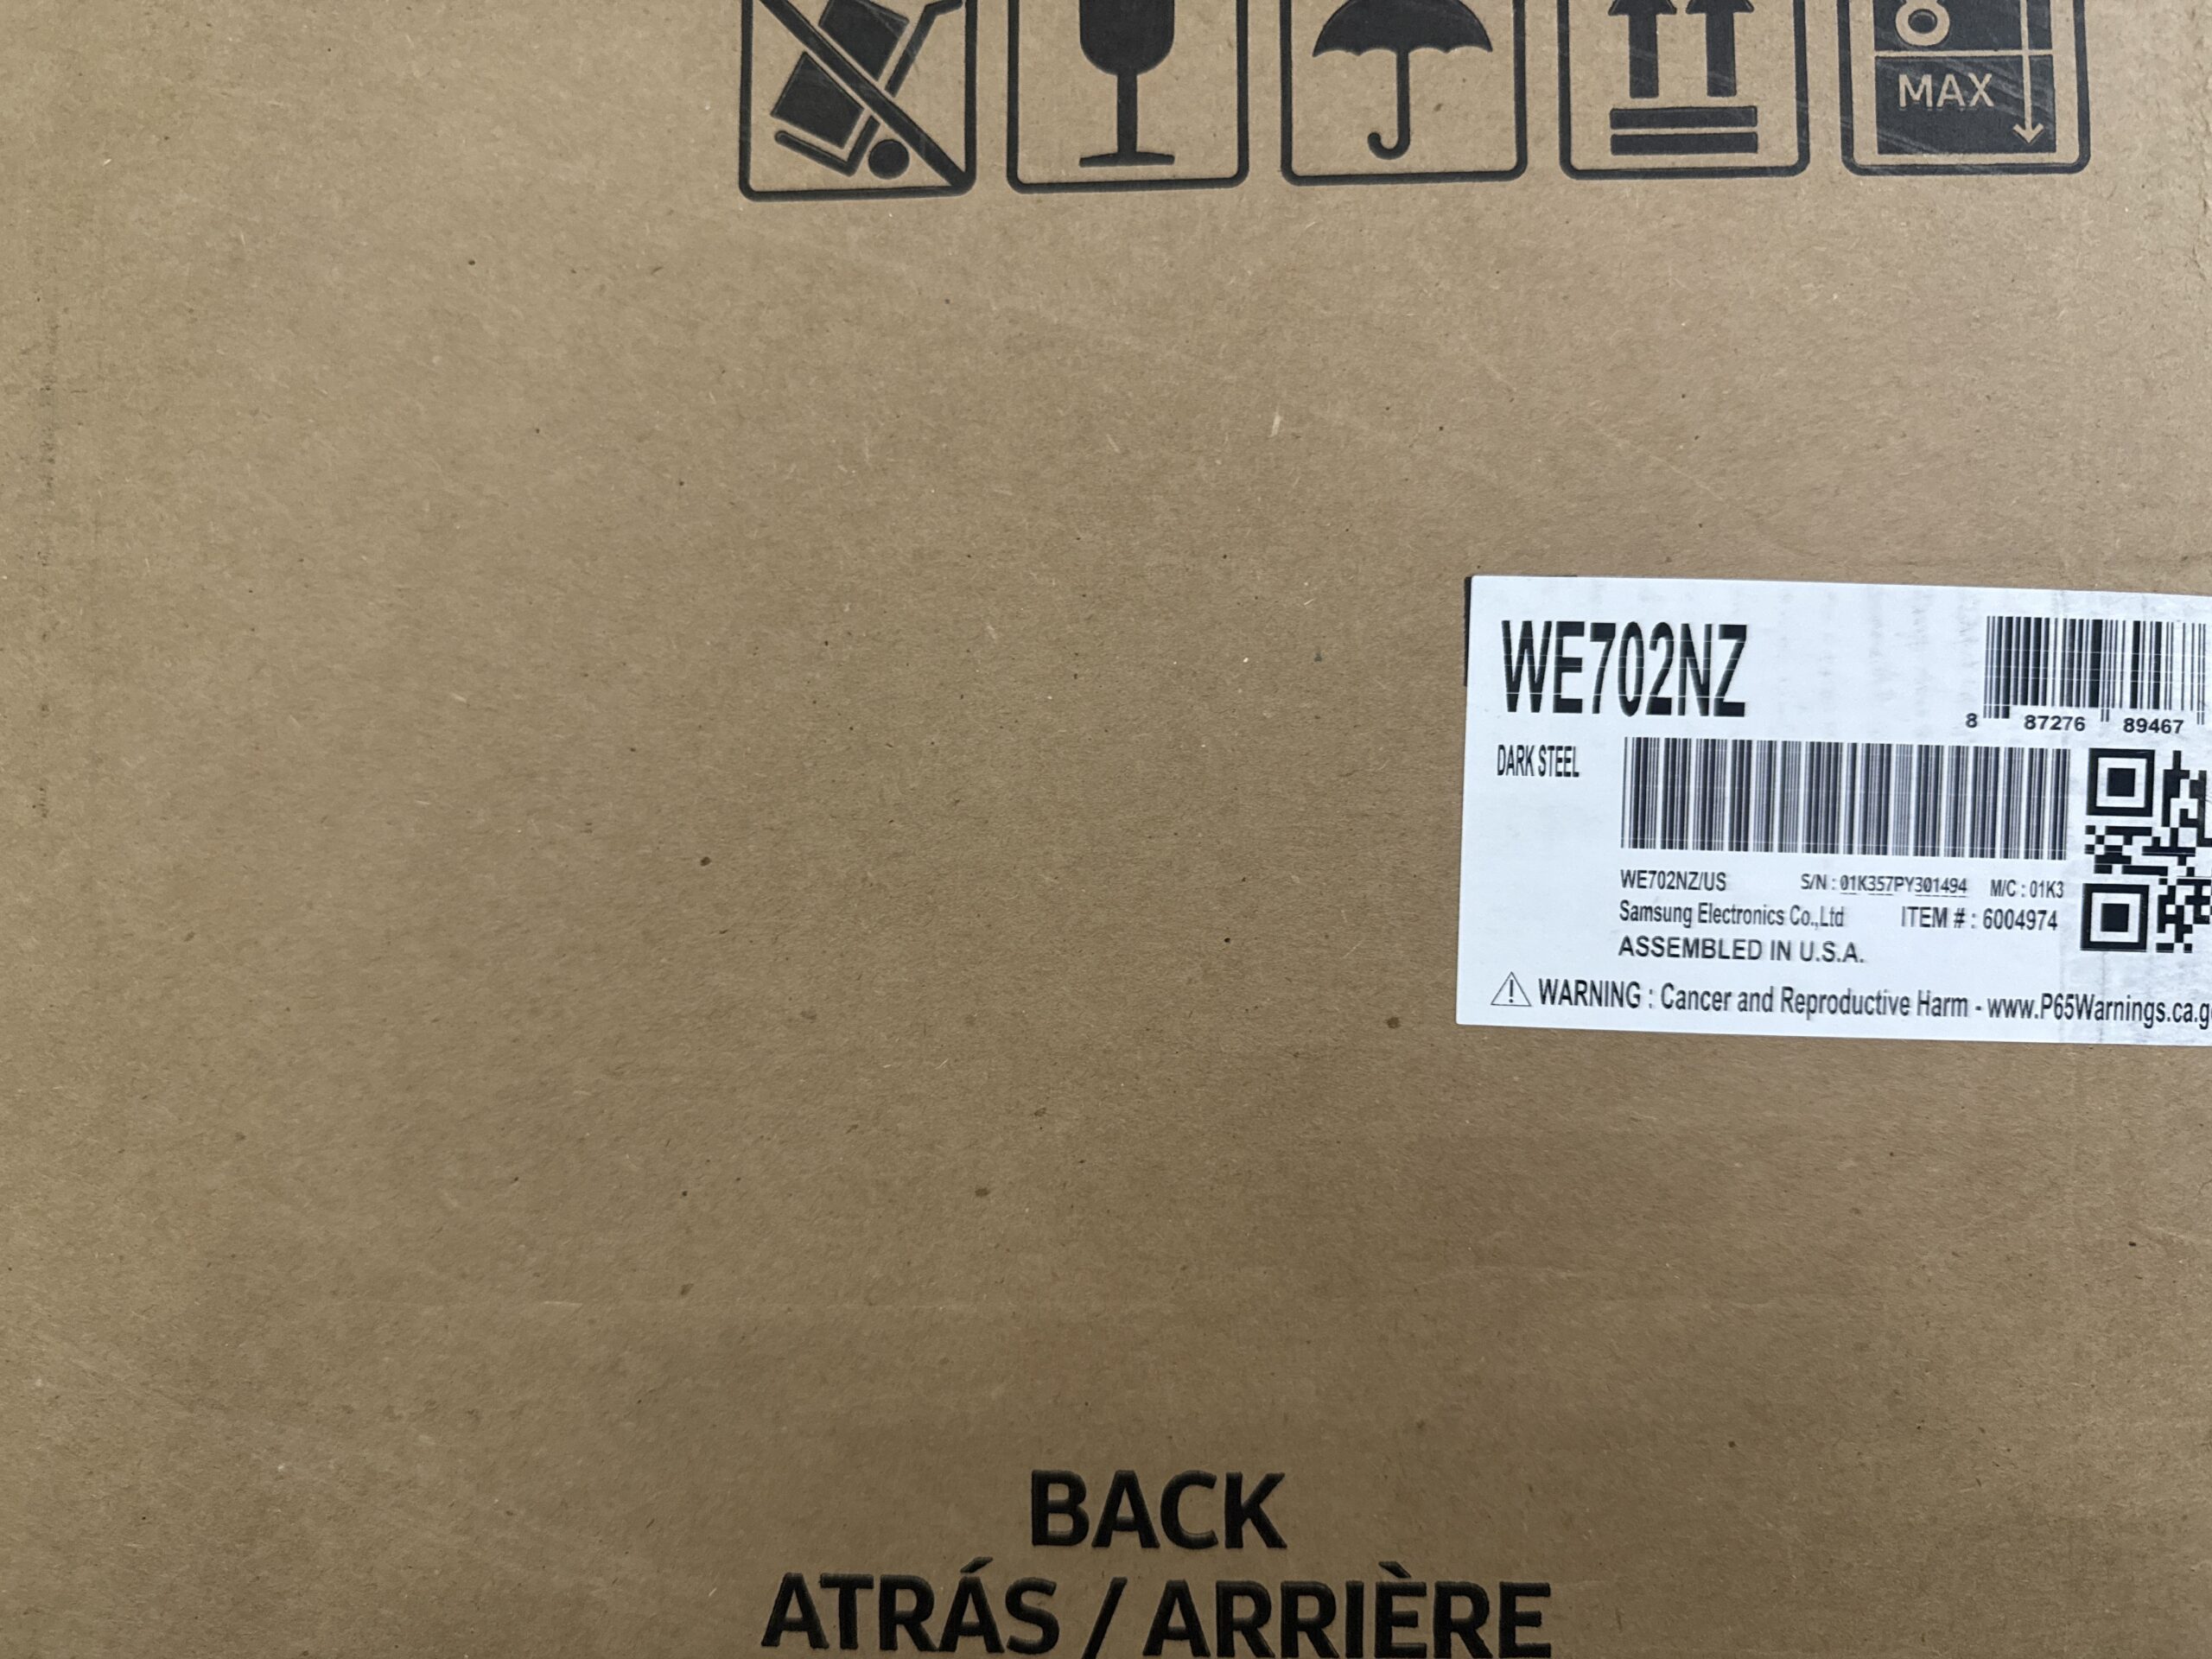 8
MAX
WE702NZ
8 87276 89467
DARK STEEL
WE702NZ/US S/N : 01K357PY301494 M/C : 01K3
Samsung Electronics Co.,Ltd ITEM # : 6004974
ASSEMBLED IN U.S.A.
WARNING : Cancer and Reproductive Harm - www.P65Warnings.ca.g
BACK
ATRÁS / ARRIÈRE